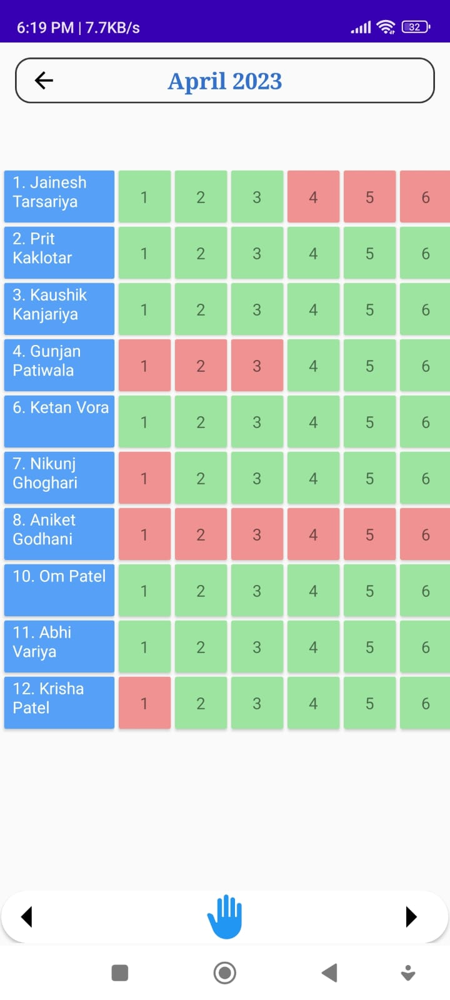 6:19 PM | 7.7KB/s 32
April 2023
1. Jainesh
Tarsariya
1 2 3 4 5 6
2. Prit
Kaklotar
1 2 3 4 5 6
3. Kaushik
Kanjariya
1 2 3 4 5 6
4. Gunjan
Patiwala
1 2 3 4 5 6
6. Ketan Vora
1 2 3 4 5 6
7. Nikunj
Ghoghari
1 2 3 4 5 6
8. Aniket
Godhani
1 2 3 4 5 6
10. Om Patel
1 2 3 4 5 6
11. Abhi
Variya
1 2 3 4 5 6
12. Krisha
Patel
1 2 3 4 5 6